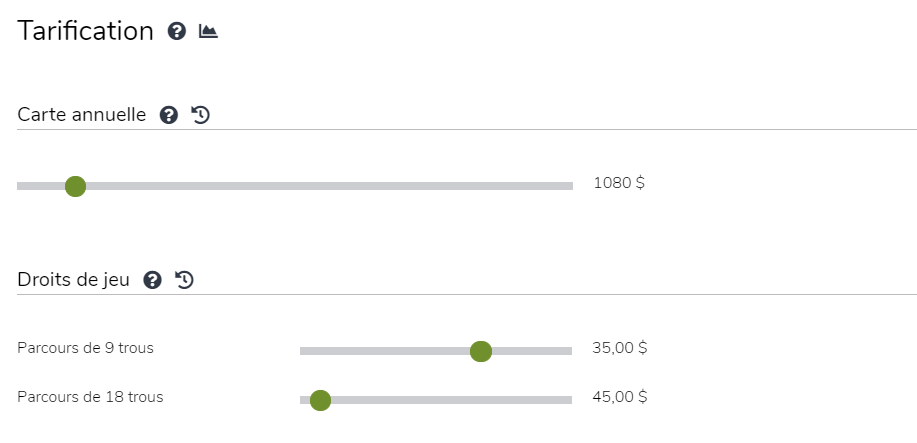 Tarification
Carte annuelle
1080 $
Droits de jeu
Parcours de 9 trous 35,00 $
Parcours de 18 trous 45,00 $